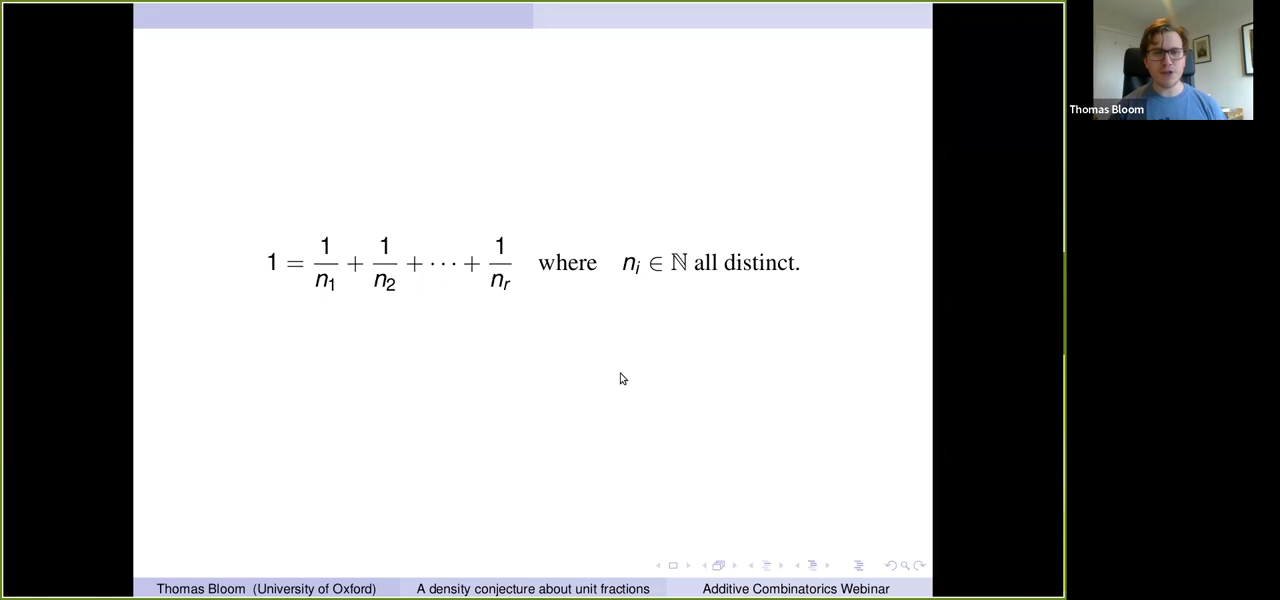 1 = 1/n₁ + 1/n₂ + ⋯ + 1/nᵣ where nᵢ ∈ ℕ all distinct.
Thomas Bloom (University of Oxford) A density conjecture about unit fractions Additive Combinatorics Webinar
Thomas Bloom